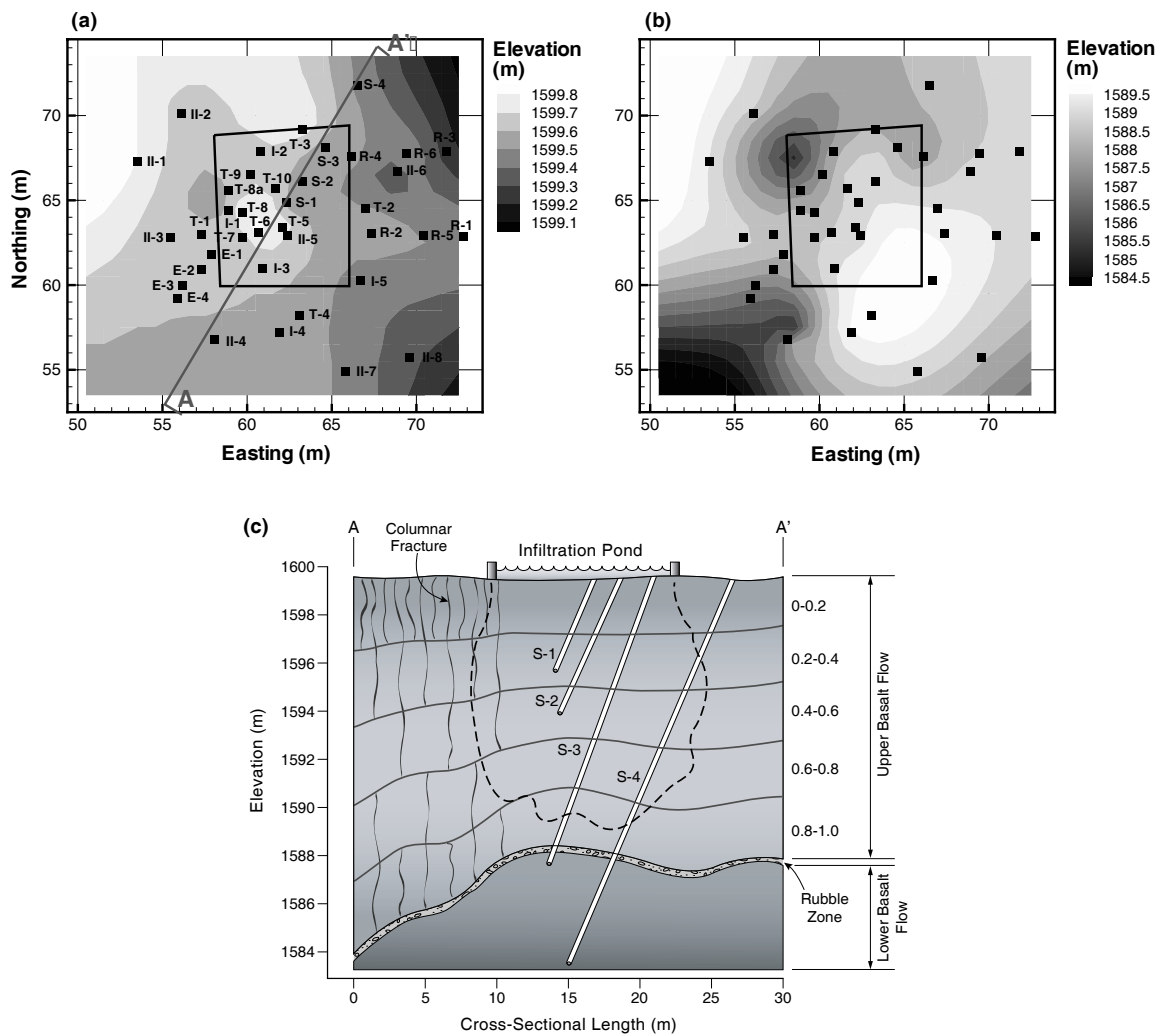 (a)
A'
Elevation
(m)
1599.8
1599.7
1599.6
1599.5
1599.4
1599.3
1599.2
1599.1
S-4
II-2
T-3
R-3
I-2
S-3
R-4
R-6
II-1
II-6
T-9
T-10
S-2
T-8a
S-1
T-8
T-2
I-1
T-6
T-5
R-1
T-1
II-3
T-7
II-5
R-2
R-5
E-1
E-2
I-3
E-3
I-5
E-4
T-4
I-4
II-4
II-8
II-7
A
70
65
60
55
50
55
60
65
70
Northing (m)
Easting (m)
(b)
Elevation
(m)
1589.5
1588.5
1588.5
1587.5
1587.5
1586.5
1586
1585.5
1585
1584.5
70
65
60
55
50
55
60
65
70
Easting (m)
(c)
A
Columnar
Fracture
Infiltration Pond
A'
1600
1598
1596
1594
1592
1590
1588
1586
1584
Elevation (m)
S-1
S-2
S-3
S-4
0-0.2
0.2-0.4
0.4-0.6
0.6-0.8
0.8-1.0
Upper Basalt Flow
Rubble
Zone
Lower Basalt
Flow
0
5
10
15
20
25
30
Cross-Sectional Length (m)